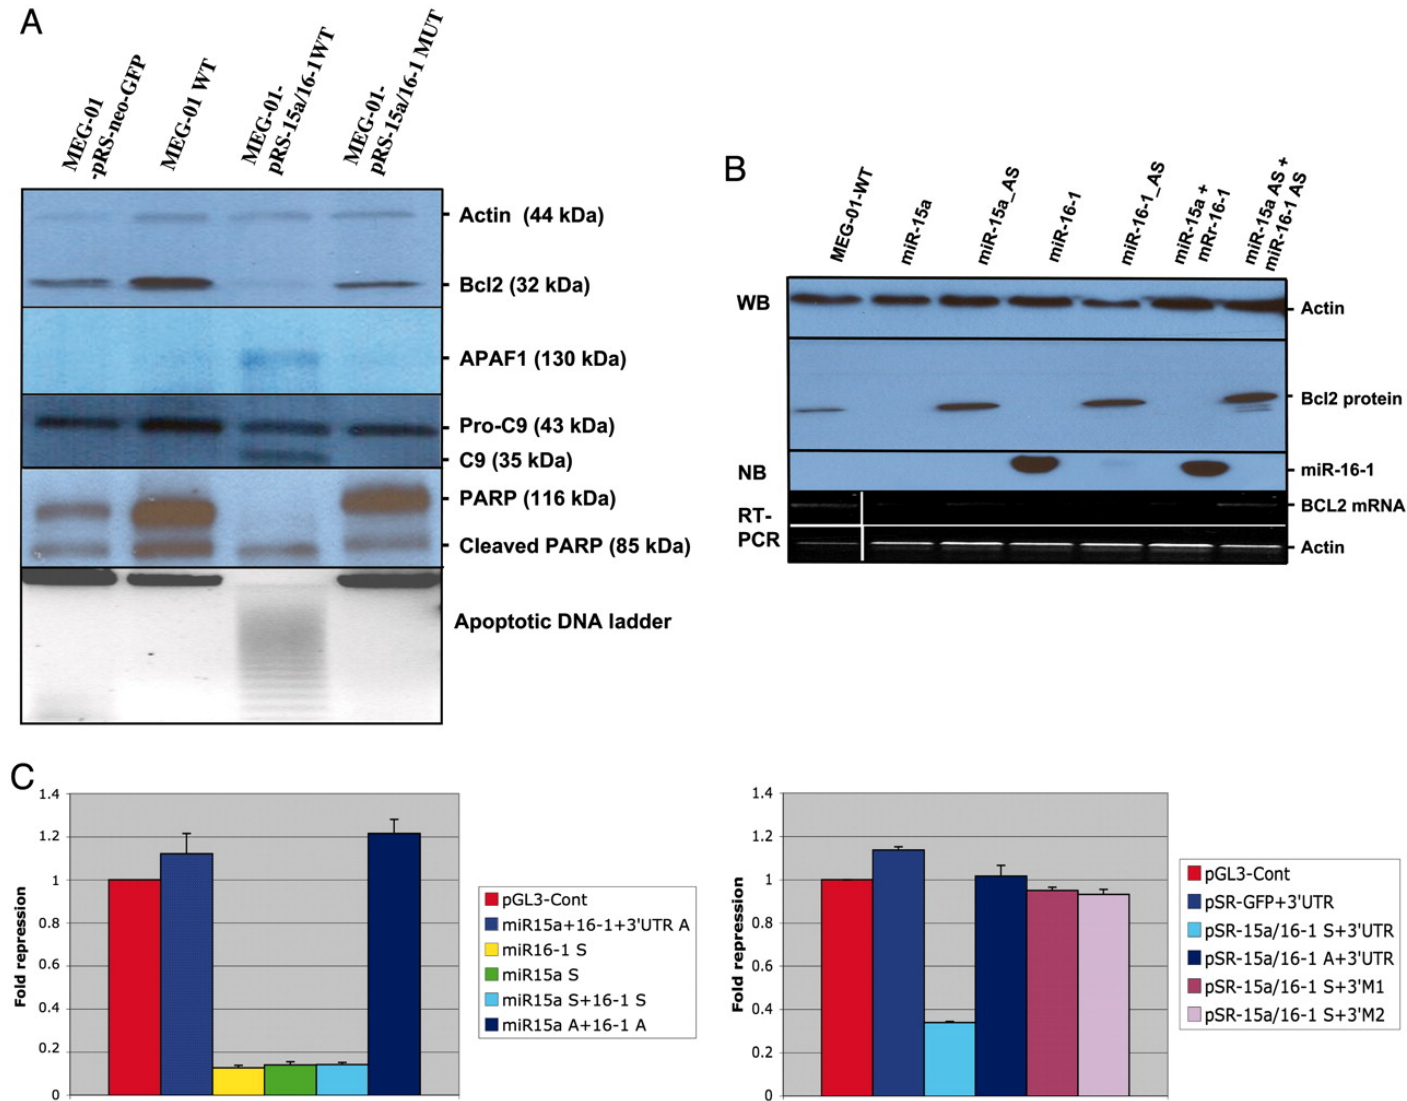 A
MEG-01
-pRS-neo-GFP
MEG-01 WT
MEG-01-
pRS-15a/16-1WT
MEG-01-
pRS-15a/16-1 MUT
Actin (44 kDa)
Bcl2 (32 kDa)
APAF1 (130 kDa)
Pro-C9 (43 kDa)
C9 (35 kDa)
PARP (116 kDa)
Cleaved PARP (85 kDa)
Apoptotic DNA ladder
B
MEG-01-WT
miR-15a
miR-15a_AS
miR-16-1
miR-16-1_AS
miR-15a +
mRr-16-1
miR-15a AS +
miR-16-1 AS
WB
Actin
Bcl2 protein
NB
miR-16-1
RT-
PCR
BCL2 mRNA
Actin
C
Fold repression
1.4
1.2
1
0.8
0.6
0.4
0.2
0
pGL3-Cont
miR15a+16-1+3'UTR A
miR16-1 S
miR15a S
miR15a S+16-1 S
miR15a A+16-1 A
Fold repression
1.4
1.2
1
0.8
0.6
0.4
0.2
0
pGL3-Cont
pSR-GFP+3'UTR
pSR-15a/16-1 S+3'UTR
pSR-15a/16-1 A+3'UTR
pSR-15a/16-1 S+3'M1
pSR-15a/16-1 S+3'M2